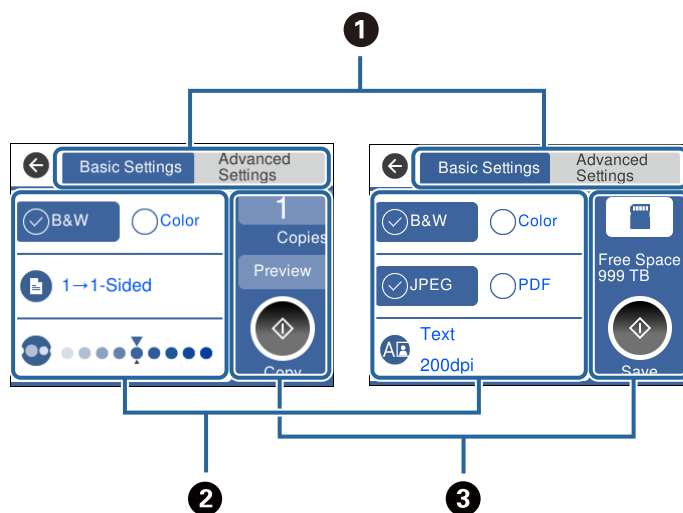 1
Basic Settings
Advanced
Settings
B&W
Color
1→1-Sided
1
Copies
Preview
Copy
Basic Settings
Advanced
Settings
B&W
Color
JPEG
PDF
A
Text
200dpi
Free Space
999 TB
Save
2
3